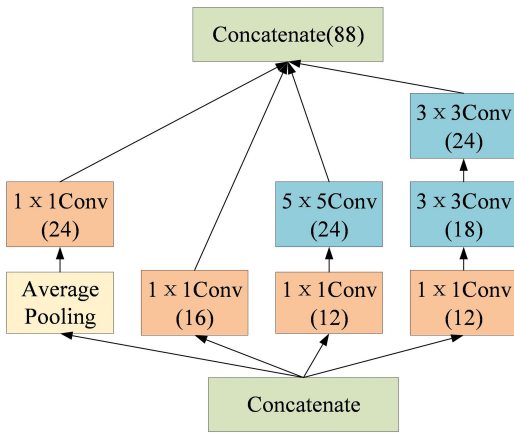 Concatenate(88)
3×3Conv
(24)
1×1Conv
(24)
5×5Conv
(24)
3×3Conv
(18)
Average
Pooling
1×1Conv
(16)
1×1Conv
(12)
1×1Conv
(12)
Concatenate